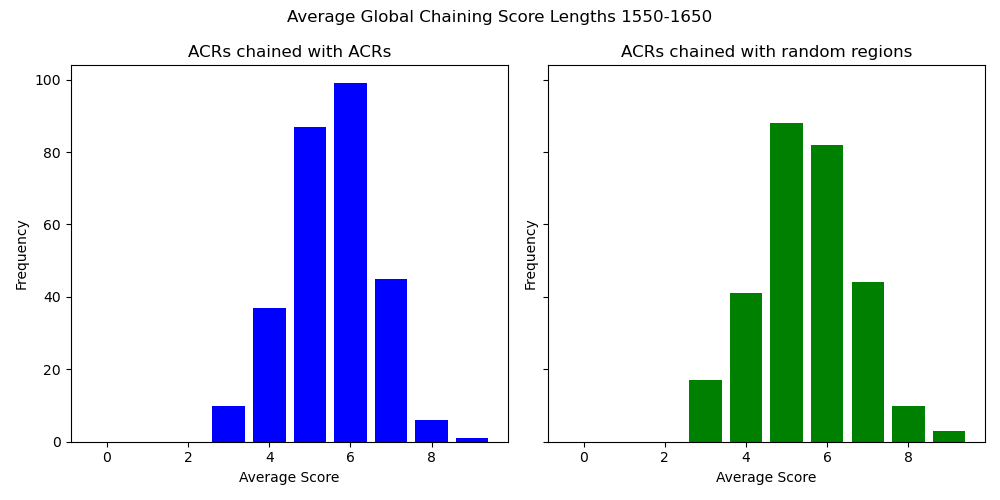 Average Global Chaining Score Lengths 1550-1650
ACRs chained with ACRs
ACRs chained with random regions
100
80
60
40
20
0
Frequency
0 2 4 6 8
Average Score
Frequency
0 2 4 6 8
Average Score